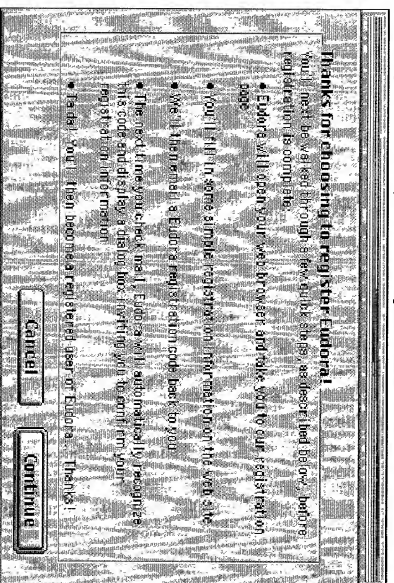 Thanks for choosing to register Eudora!
You'll next be walked through a few quick steps, as described below, before
registration is complete.
• Eudora will open your web browser and take you to our registration
page.
• You'll fill in some simple registration information on the web site.
• We'll then email a Eudora registration code back to you.
• The next time you check mail, Eudora will automatically recognize
this code and display a dialog box inviting you to confirm your
registration information.
• Tada! You'll then become a registered user of Eudora. Thanks!
Cancel
Continue